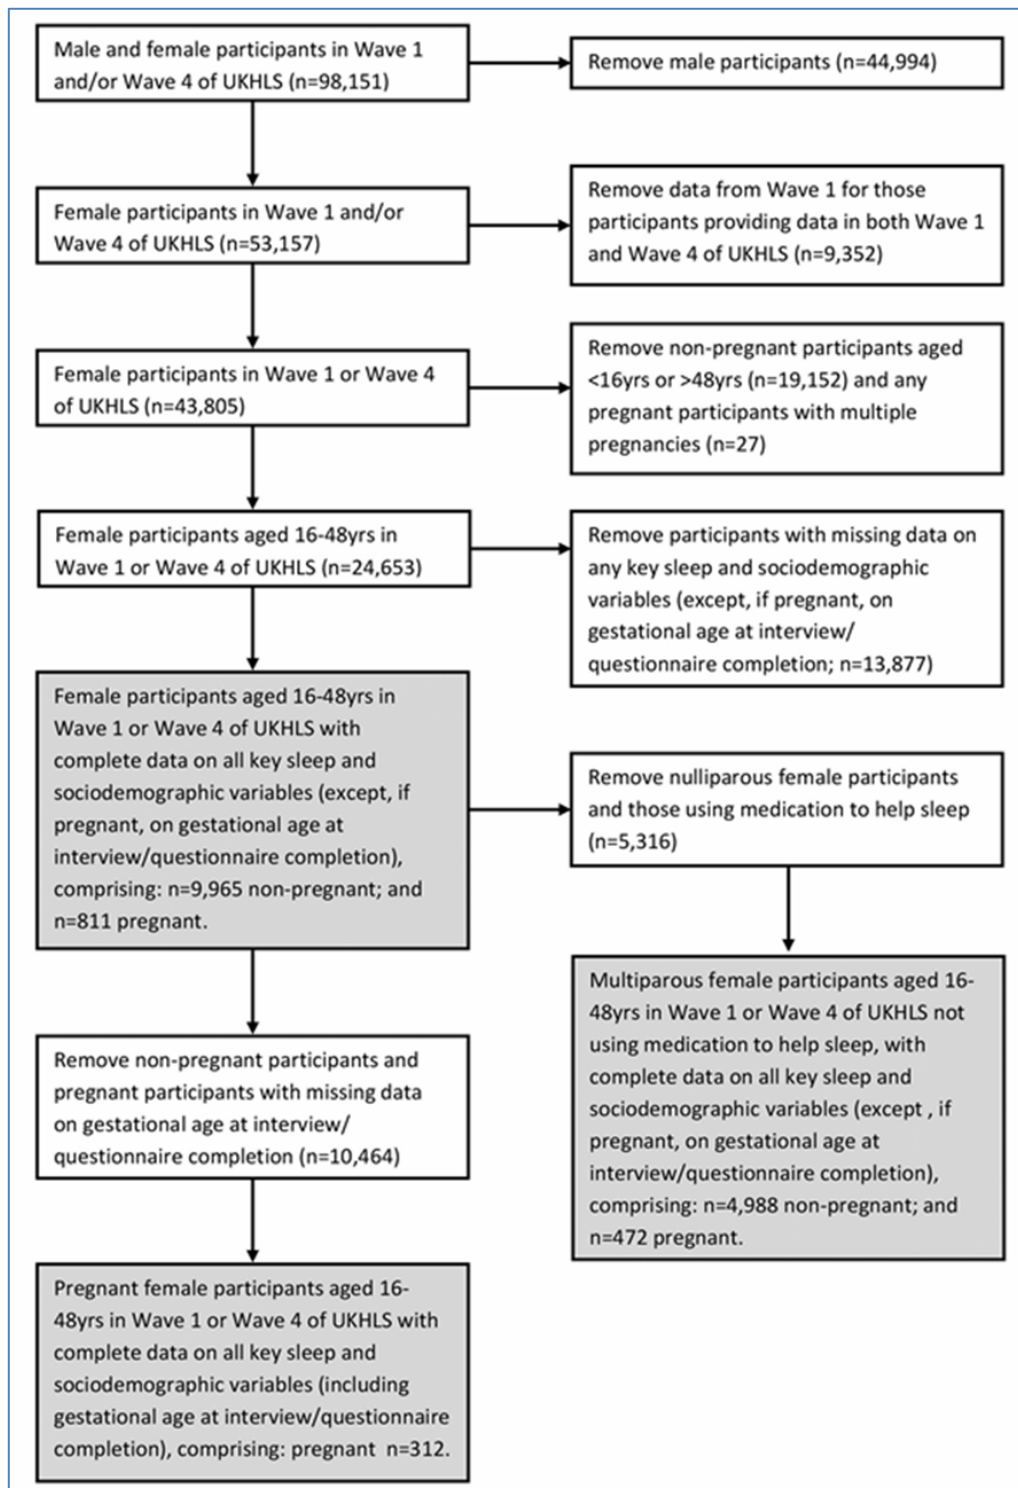 Male and female participants in Wave 1
and/or Wave 4 of UKHLS (n=98,151)
Remove male participants (n=44,994)
Female participants in Wave 1 and/or
Wave 4 of UKHLS (n=53,157)
Remove data from Wave 1 for those
participants providing data in both Wave 1
and Wave 4 of UKHLS (n=9,352)
Female participants in Wave 1 or Wave 4
of UKHLS (n=43,805)
Remove non-pregnant participants aged
<16yrs or >48yrs (n=19,152) and any
pregnant participants with multiple
pregnancies (n=27)
Female participants aged 16-48yrs in
Wave 1 or Wave 4 of UKHLS (n=24,653)
Remove participants with missing data on
any key sleep and sociodemographic
variables (except, if pregnant, on
gestational age at interview/
questionnaire completion; n=13,877)
Female participants aged 16-48yrs in
Wave 1 or Wave 4 of UKHLS with
complete data on all key sleep and
sociodemographic variables (except, if
pregnant, on gestational age at
interview/questionnaire completion),
comprising: n=9,965 non-pregnant; and
n=811 pregnant.
Remove nulliparous female participants
and those using medication to help sleep
(n=5,316)
Multiparous female participants aged 16-
48yrs in Wave 1 or Wave 4 of UKHLS not
using medication to help sleep, with
complete data on all key sleep and
sociodemographic variables (except , if
pregnant, on gestational age at
interview/questionnaire completion),
comprising: n=4,988 non-pregnant; and
n=472 pregnant.
Remove non-pregnant participants and
pregnant participants with missing data
on gestational age at interview/
questionnaire completion (n=10,464)
Pregnant female participants aged 16-
48yrs in Wave 1 or Wave 4 of UKHLS with
complete data on all key sleep and
sociodemographic variables (including
gestational age at interview/questionnaire
completion), comprising: pregnant  n=312.